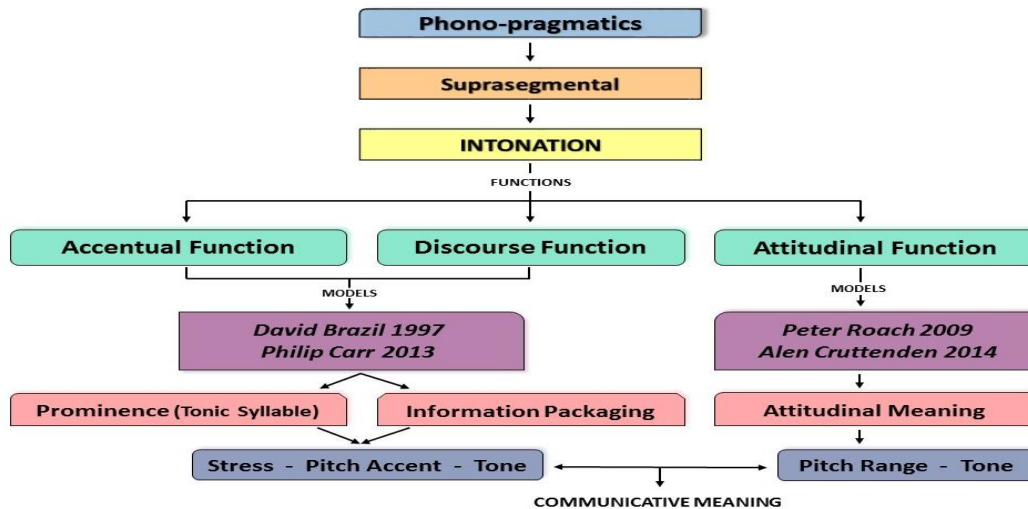 Phono-pragmatics
Suprasegmental
INTONATION
FUNCTIONS
Accentual Function
Discourse Function
Attitudinal Function
MODELS
MODELS
David Brazil 1997
Philip Carr 2013
Peter Roach 2009
Alen Cruttenden 2014
Prominence (Tonic Syllable)
Information Packaging
Attitudinal Meaning
Stress - Pitch Accent - Tone
Pitch Range - Tone
COMMUNICATIVE MEANING